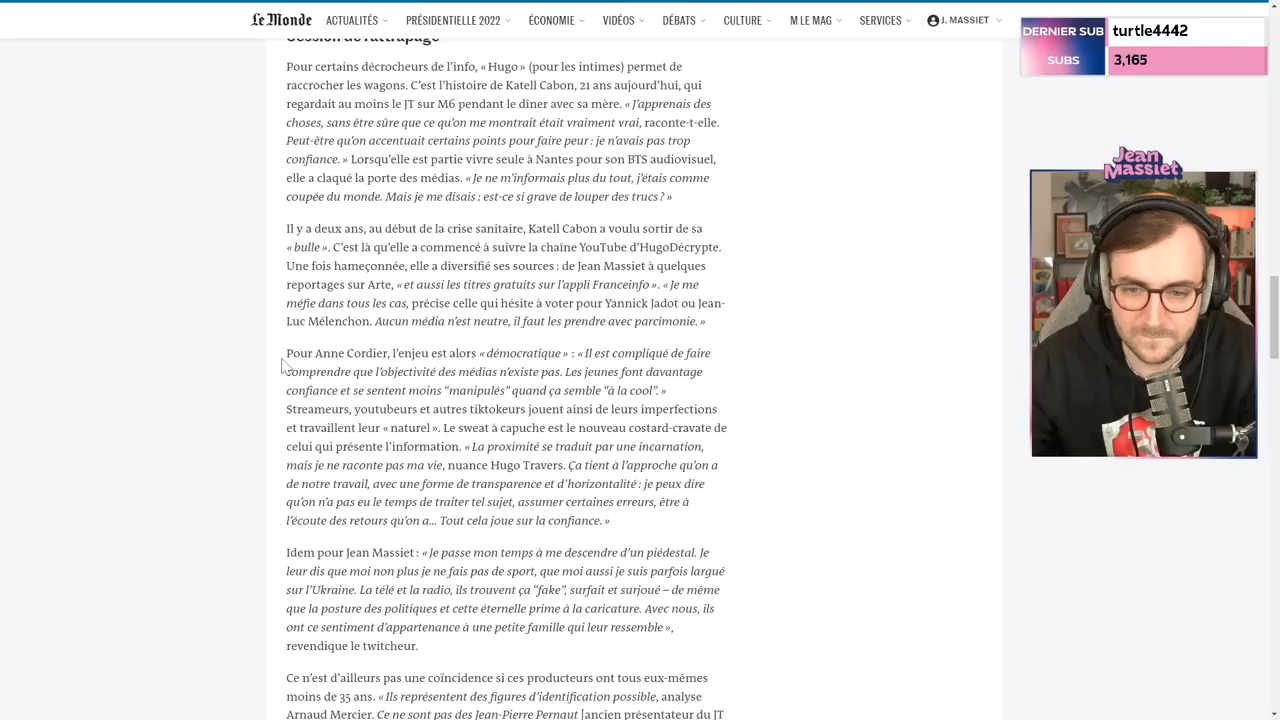 Le Monde
ACTUALITÉS
PRÉSIDENTIELLE 2022
ÉCONOMIE
VIDÉOS
DÉBATS
CULTURE
M LE MAG
SERVICES
J. MASSIET
DERNIER SUB
turtle4442
SUBS
3,165
Jean
Massiet
Session de rattrapage
Pour certains décrocheurs de l'info, « Hugo » (pour les intimes) permet de
raccrocher les wagons. C'est l'histoire de Katell Cabon, 21 ans aujourd'hui, qui
regardait au moins le JT sur M6 pendant le dîner avec sa mère. « J'apprenais des
choses, sans être sûre que ce qu'on me montrait était vraiment vrai, raconte-t-elle.
Peut-être qu'on accentuait certains points pour faire peur : je n'avais pas trop
confiance. » Lorsqu'elle est partie vivre seule à Nantes pour son BTS audiovisuel,
elle a claqué la porte des médias. « Je ne m'informais plus du tout, j'étais comme
coupée du monde. Mais je me disais : est-ce si grave de louper des trucs ? »
Il y a deux ans, au début de la crise sanitaire, Katell Cabon a voulu sortir de sa
« bulle ». C'est là qu'elle a commencé à suivre la chaîne YouTube d'HugoDécrypte.
Une fois hameçonnée, elle a diversifié ses sources : de Jean Massiet à quelques
reportages sur Arte, « et aussi les titres gratuits sur l'appli Franceinfo ». « Je me
méfie dans tous les cas, précise celle qui hésite à voter pour Yannick Jadot ou Jean-
Luc Mélenchon. Aucun média n'est neutre, il faut les prendre avec parcimonie. »
Pour Anne Cordier, l'enjeu est alors « démocratique » : « Il est compliqué de faire
comprendre que l'objectivité des médias n'existe pas. Les jeunes font davantage
confiance et se sentent moins “manipulés” quand ça semble “à la cool”. »
Streameurs, youtubeurs et autres tiktokeurs jouent ainsi de leurs imperfections
et travaillent leur « naturel ». Le sweat à capuche est le nouveau costard-cravate de
celui qui présente l'information. « La proximité se traduit par une incarnation,
mais je ne raconte pas ma vie, nuance Hugo Travers. Ça tient à l'approche qu'on a
de notre travail, avec une forme de transparence et d'horizontalité : je peux dire
qu'on n'a pas eu le temps de traiter tel sujet, assumer certaines erreurs, être à
l'écoute des retours qu'on a… Tout cela joue sur la confiance. »
Idem pour Jean Massiet : « Je passe mon temps à me descendre d'un piédestal. Je
leur dis que moi non plus je ne fais pas de sport, que moi aussi je suis parfois largué
sur l'Ukraine. La télé et la radio, ils trouvent ça “fake”, surfait et surjoué – de même
que la posture des politiques et cette éternelle prime à la caricature. Avec nous, ils
ont ce sentiment d'appartenance à une petite famille qui leur ressemble »,
revendique le twitcheur.
Ce n'est d'ailleurs pas une coïncidence si ces producteurs ont tous eux-mêmes
moins de 35 ans. « Ils représentent des figures d'identification possible, analyse
Arnaud Mercier. Ce ne sont pas des Jean-Pierre Pernaut [ancien présentateur du JT